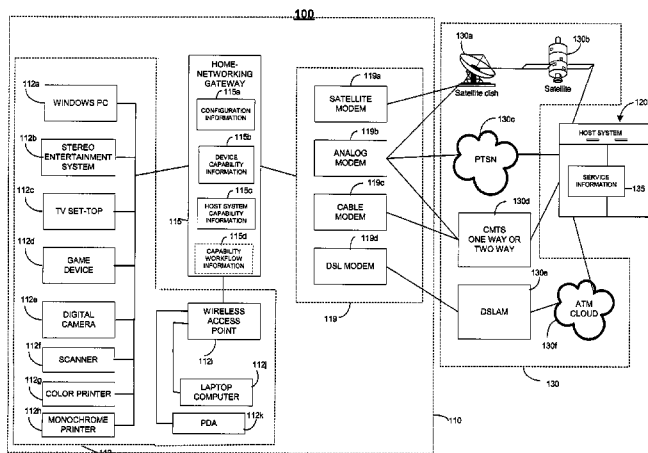 100
112a
WINDOWS PC
112b
STEREO
ENTERTAINMENT
SYSTEM
112c
TV SET-TOP
112d
GAME
DEVICE
112e
DIGITAL
CAMERA
112f
SCANNER
112g
COLOR PRINTER
112h
MONOCHROME
PRINTER
112
HOME-
NETWORKING
GATEWAY
115a
CONFIGURATION
INFORMATION
115b
DEVICE
CAPABILITY
INFORMATION
115c
HOST SYSTEM
CAPABILITY
INFORMATION
115
115d
CAPABILITY
WORKFLOW
INFORMATION
WIRELESS
ACCESS
POINT
112i
112j
LAPTOP
COMPUTER
PDA
112k
119a
SATELLITE
MODEM
119b
ANALOG
MODEM
119c
CABLE
MODEM
119d
DSL MODEM
119
110
130a
Satellite dish
130b
Satellite
130c
PTSN
130d
CMTS
ONE WAY OR
TWO WAY
130e
DSLAM
ATM
CLOUD
130f
130
120
HOST SYSTEM
SERVICE
INFORMATION
135